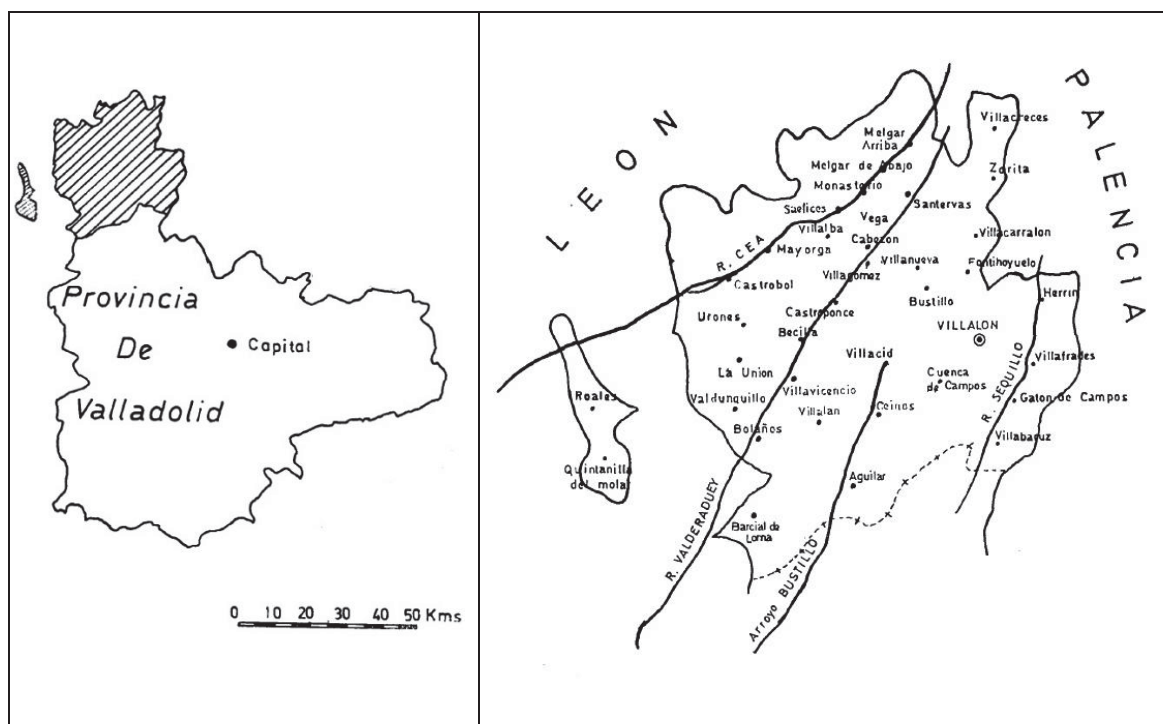 Provincia
De
Valladolid
Capital
0 10 20 30 40 50 Kms
LEON
PALENCIA
Villacreces
Melgar
Arriba
Melgar de Abajo
Zorita
Monasterio
Santervas
Saelices
Vega
Villalba
Villacarralon
Cabezon
Mayorga
R. CEA
Villanueva
Fontihoyuelo
Villagomez
Castrobol
Bustillo
Herrin
Castroponce
Urones
Becilla
VILLALON
Villacid
Villafrades
La Union
Cuenca
de Campos
R. SEQUILLO
Villavicencio
Roales
Valdunquillo
Gaton de Campos
Villalan
Ceinos
Bolaños
Villabaruz
Quintanilla
del molar
Aguilar
R. VALDERADUEY
Barcial de
Loma
Arroyo BUSTILLO